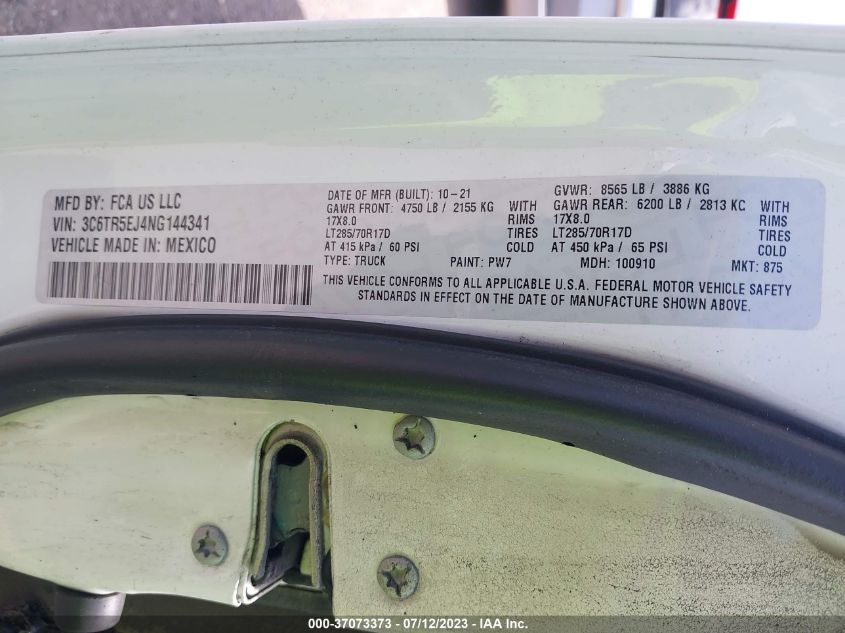 MFD BY: FCA US LLC
VIN: 3C6TR5EJ4NG144341
VEHICLE MADE IN: MEXICO
DATE OF MFR (BUILT): 10-21
GAWR FRONT: 4750 LB / 2155 KG WITH
17X8.0 RIMS
LT285/70R17D TIRES
AT 415 kPa / 60 PSI COLD
GVWR: 8565 LB / 3886 KG
GAWR REAR: 6200 LB / 2813 KC WITH
17X8.0 RIMS
LT285/70R17D TIRES
AT 450 kPa / 65 PSI COLD
TYPE: TRUCK PAINT: PW7 MDH: 100910 MKT: 875
THIS VEHICLE CONFORMS TO ALL APPLICABLE U.S.A. FEDERAL MOTOR VEHICLE SAFETY
STANDARDS IN EFFECT ON THE DATE OF MANUFACTURE SHOWN ABOVE.
000-37073373 - 07/12/2023 - © IAA Inc.